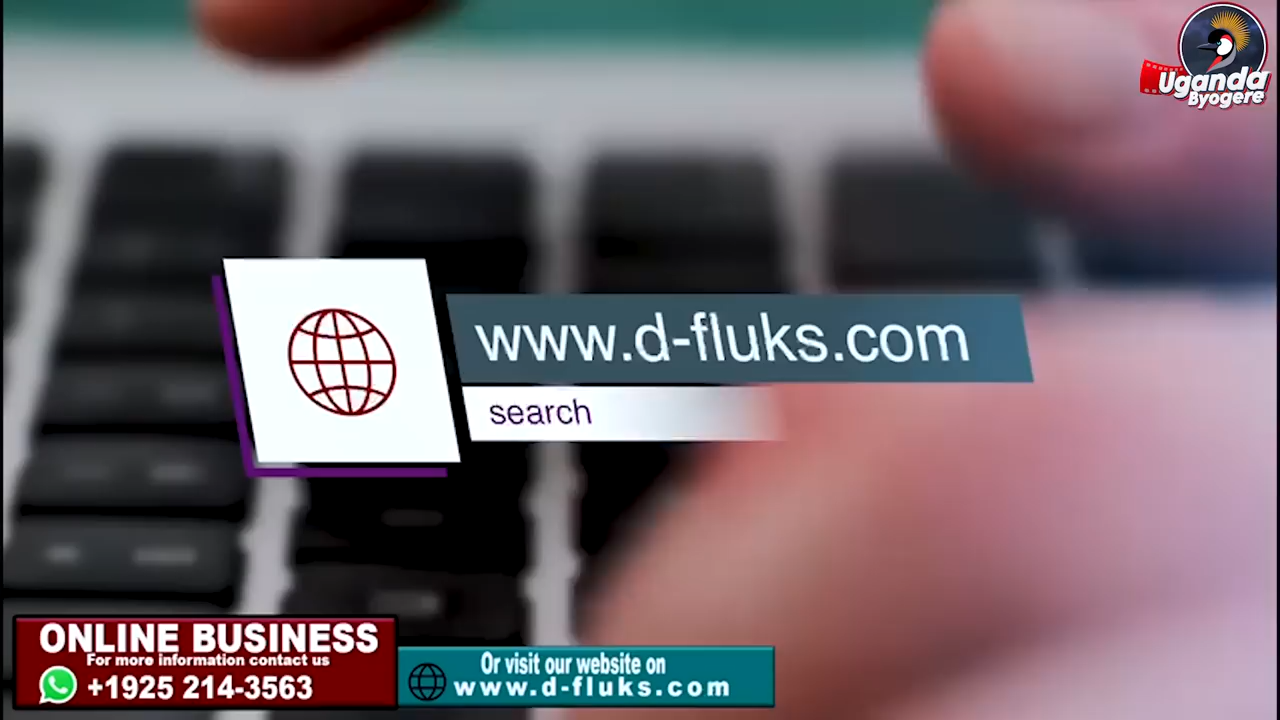 Uganda
Byogere
www.d-fluks.com
search
ONLINE BUSINESS
For more information contact us
+1925 214-3563
Or visit our website on
www.d-fluks.com